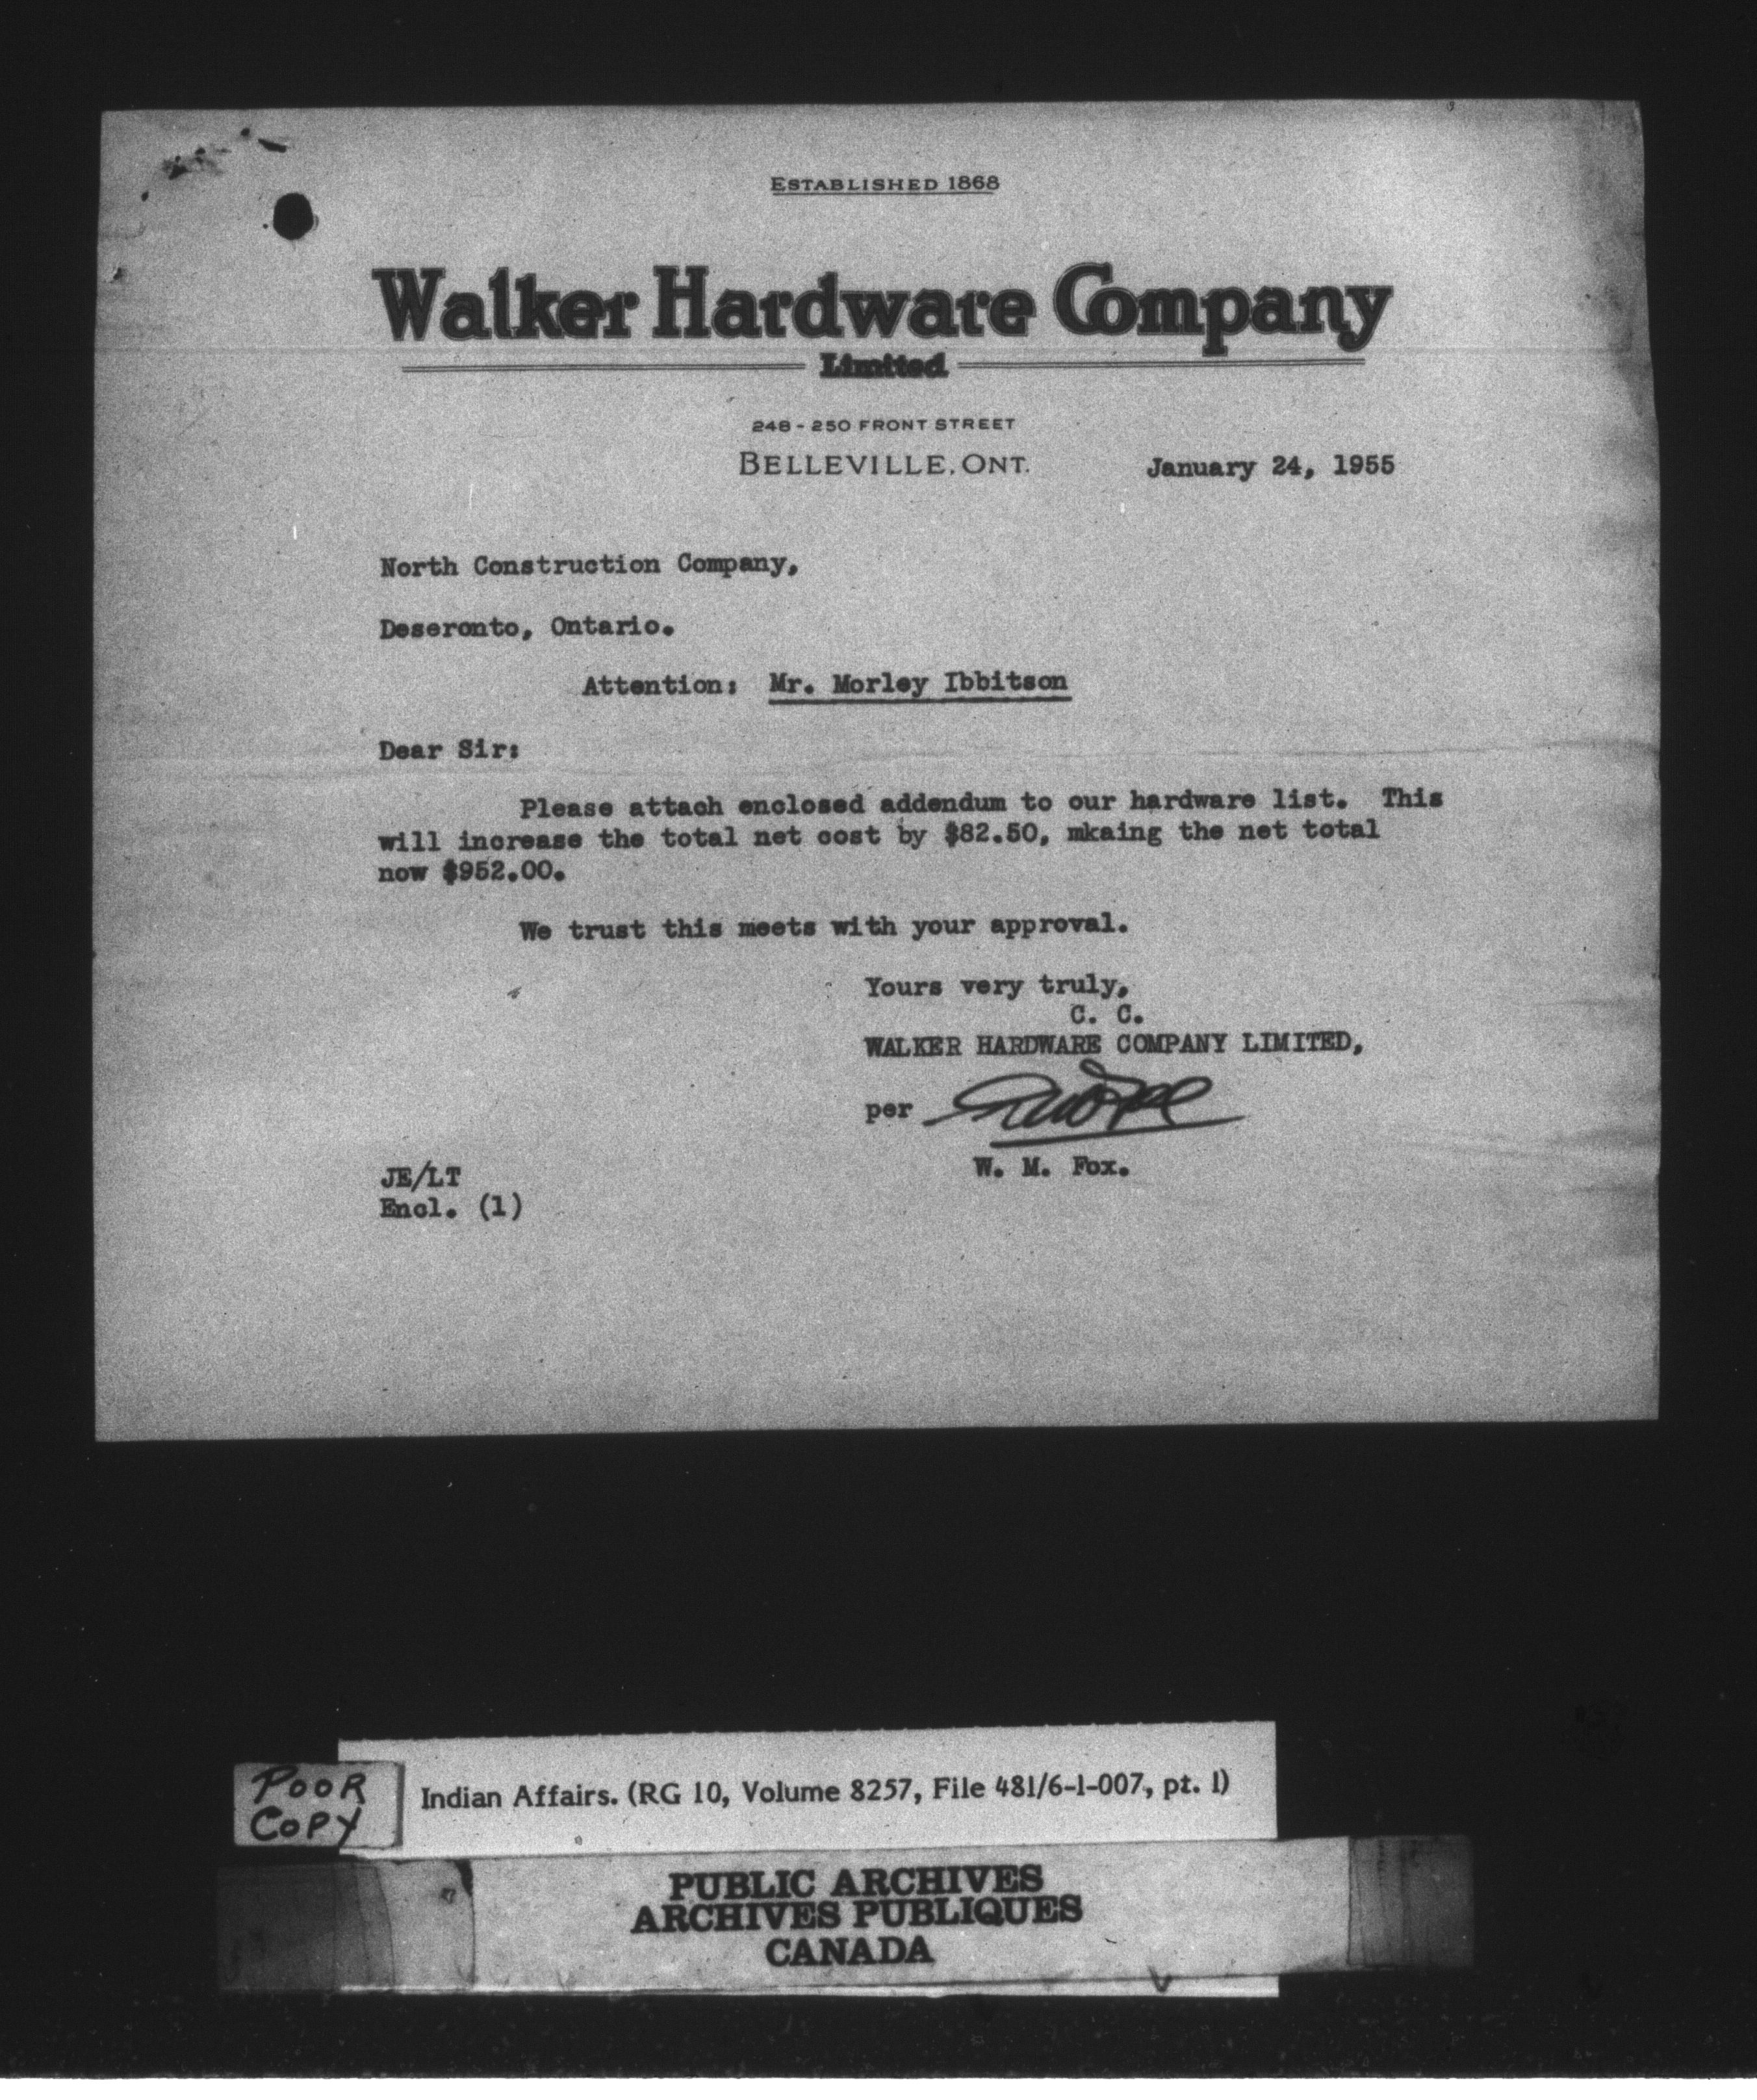 ESTABLISHED 1868
Walker Hardware Company
Limited
248 - 250 FRONT STREET
BELLEVILLE, ONT.
January 24, 1955
North Construction Company,
Deseronto, Ontario.
Attention: Mr. Morley Ibbitson
Dear Sir:
Please attach enclosed addendum to our hardware list. This
will increase the total net cost by $82.50, mkaing the net total
now $952.00.
We trust this meets with your approval.
Yours very truly,
C. C.
WALKER HARDWARE COMPANY LIMITED,
per
W. M. Fox.
JE/LT
Encl. (1)
POOR
COPY
Indian Affairs. (RG 10, Volume 8257, File 481/6-1-007, pt. 1)
PUBLIC ARCHIVES
ARCHIVES PUBLIQUES
CANADA